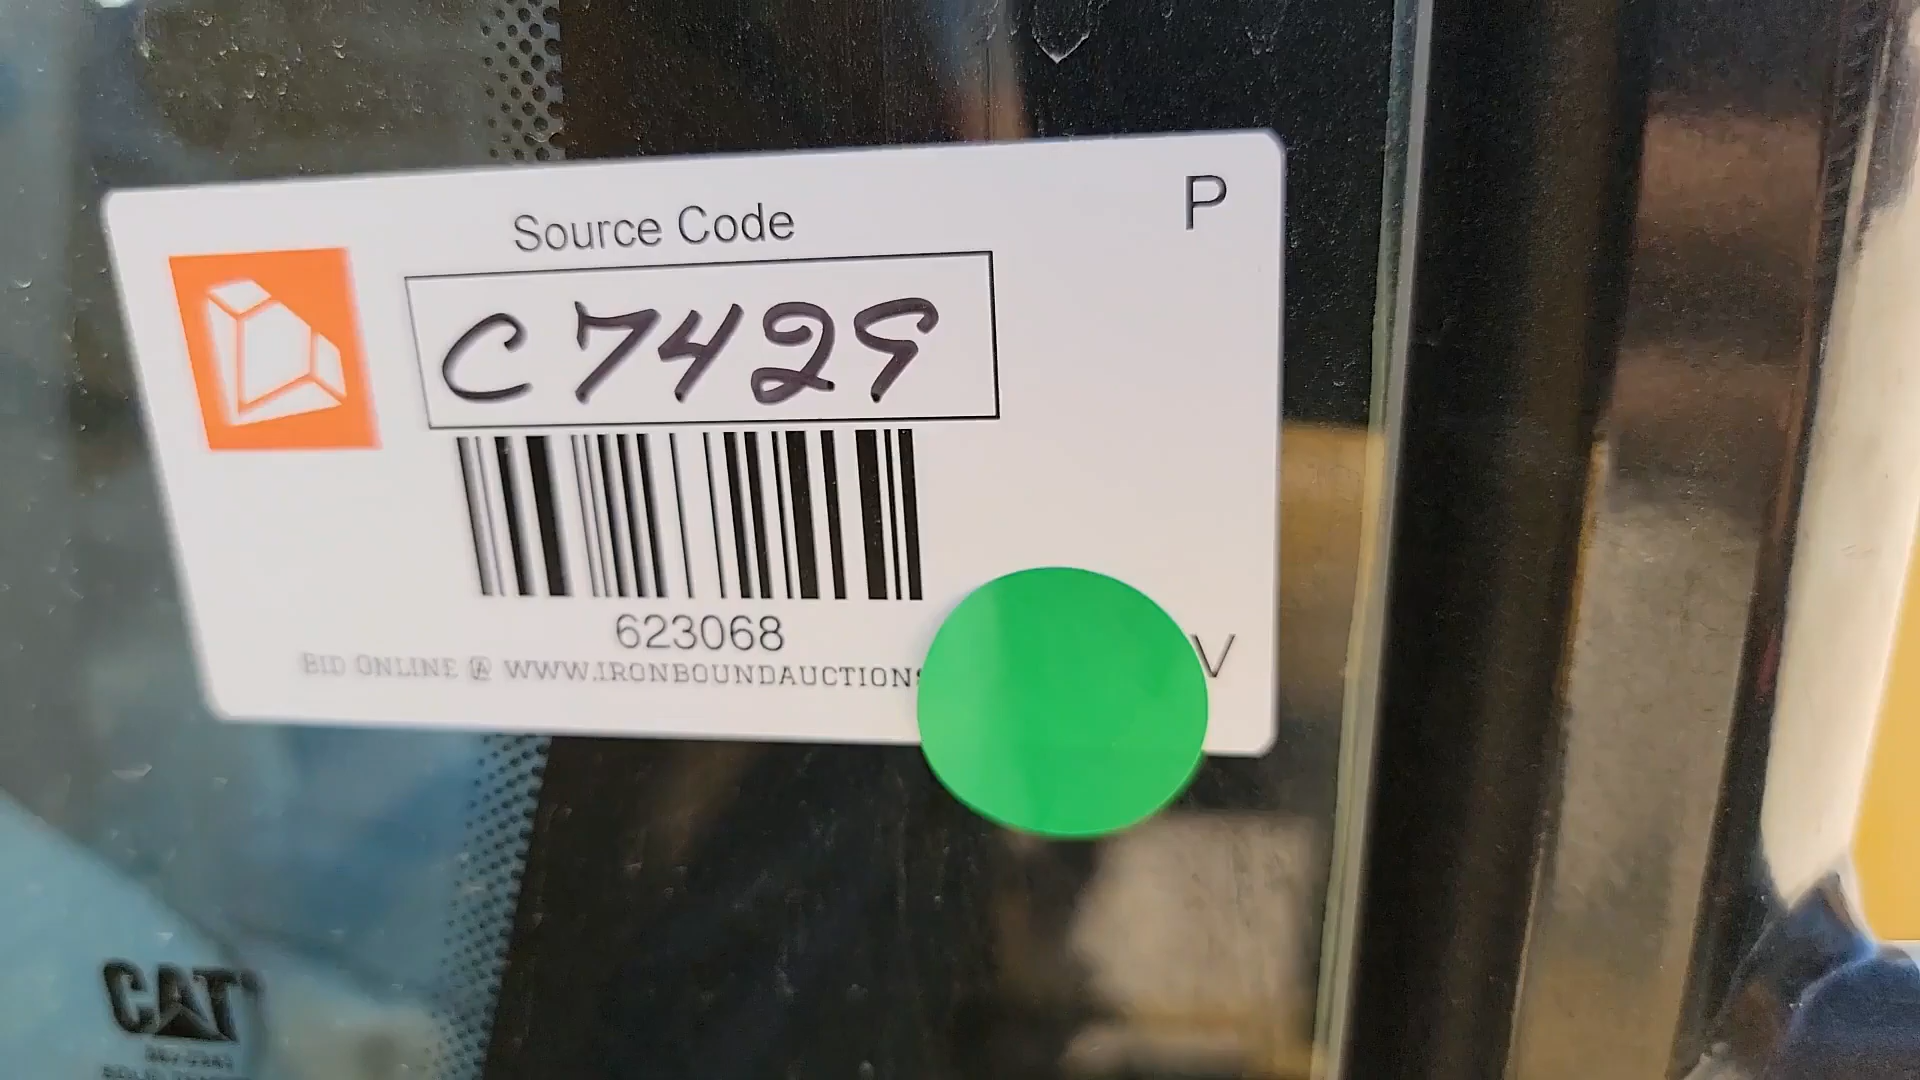 Source Code
P
C7429
623068
BID ONLINE @ WWW.IRONBOUNDAUCTIONS
V
CAT